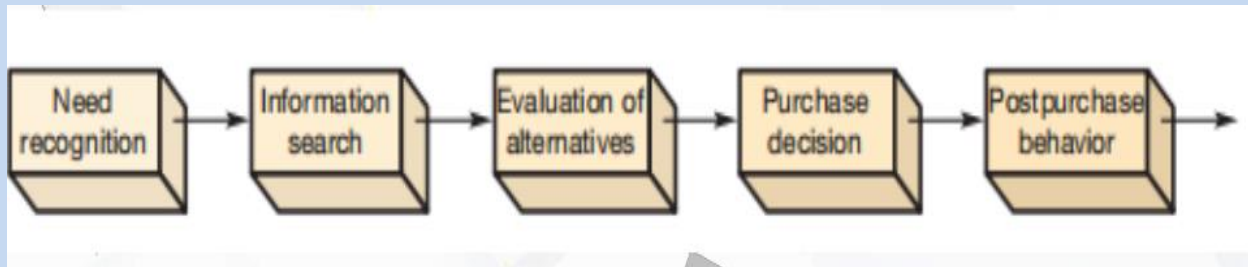 Need
recognition
Information
search
Evaluation of
alternatives
Purchase
decision
Postpurchase
behavior